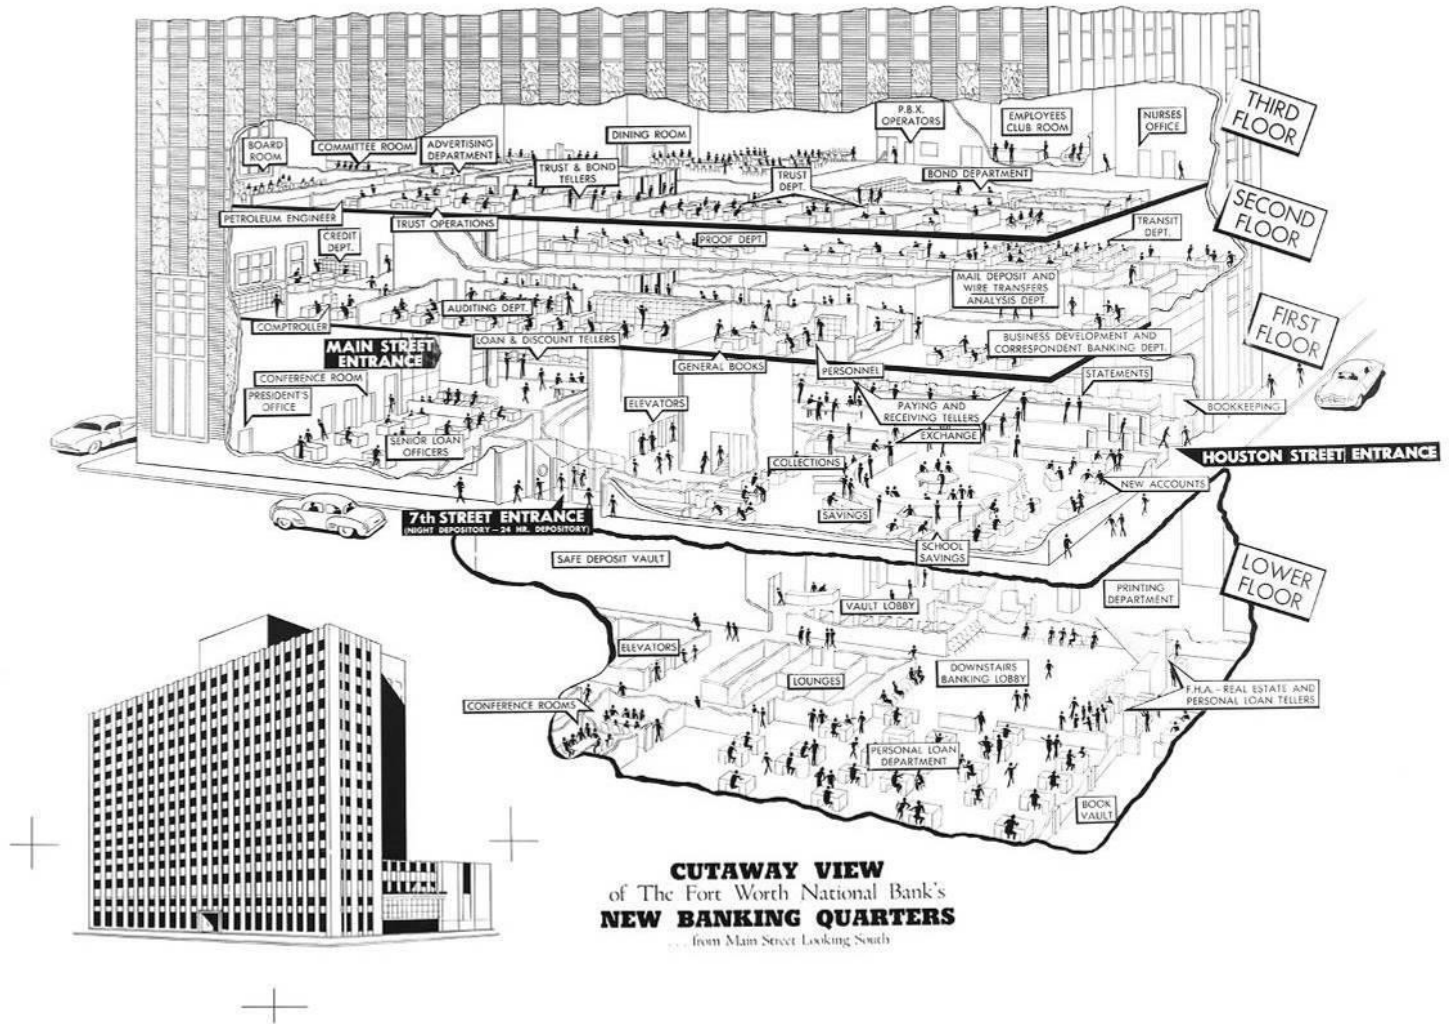 THIRD
FLOOR
P.B.X.
OPERATORS
EMPLOYEES
CLUB ROOM
NURSES
OFFICE
BOARD
ROOM
COMMITTEE ROOM
ADVERTISING
DEPARTMENT
DINING ROOM
TRUST & BOND
TELLERS
TRUST
DEPT.
BOND DEPARTMENT
SECOND
FLOOR
PETROLEUM ENGINEER
TRUST OPERATIONS
CREDIT
DEPT.
PROOF DEPT.
TRANSIT
DEPT.
MAIL DEPOSIT AND
WIRE TRANSFERS
ANALYSIS DEPT.
AUDITING DEPT.
COMPTROLLER
LOAN & DISCOUNT TELLERS
BUSINESS DEVELOPMENT AND
CORRESPONDENT BANKING DEPT.
FIRST
FLOOR
MAIN STREET
ENTRANCE
GENERAL BOOKS
PERSONNEL
STATEMENTS
CONFERENCE ROOM
PRESIDENT'S
OFFICE
ELEVATORS
PAYING AND
RECEIVING TELLERS
EXCHANGE
BOOKKEEPING
SENIOR LOAN
OFFICERS
COLLECTIONS
HOUSTON STREET ENTRANCE
NEW ACCOUNTS
SAVINGS
7th STREET ENTRANCE
(NIGHT DEPOSITORY — 24 HR. DEPOSITORY)
SCHOOL
SAVINGS
SAFE DEPOSIT VAULT
LOWER
FLOOR
PRINTING
DEPARTMENT
VAULT LOBBY
ELEVATORS
LOUNGES
DOWNSTAIRS
BANKING LOBBY
F.H.A. - REAL ESTATE AND
PERSONAL LOAN TELLERS
CONFERENCE ROOMS
PERSONAL LOAN
DEPARTMENT
BOOK
VAULT
CUTAWAY VIEW
of The Fort Worth National Bank's
NEW BANKING QUARTERS
... from Main Street Looking South